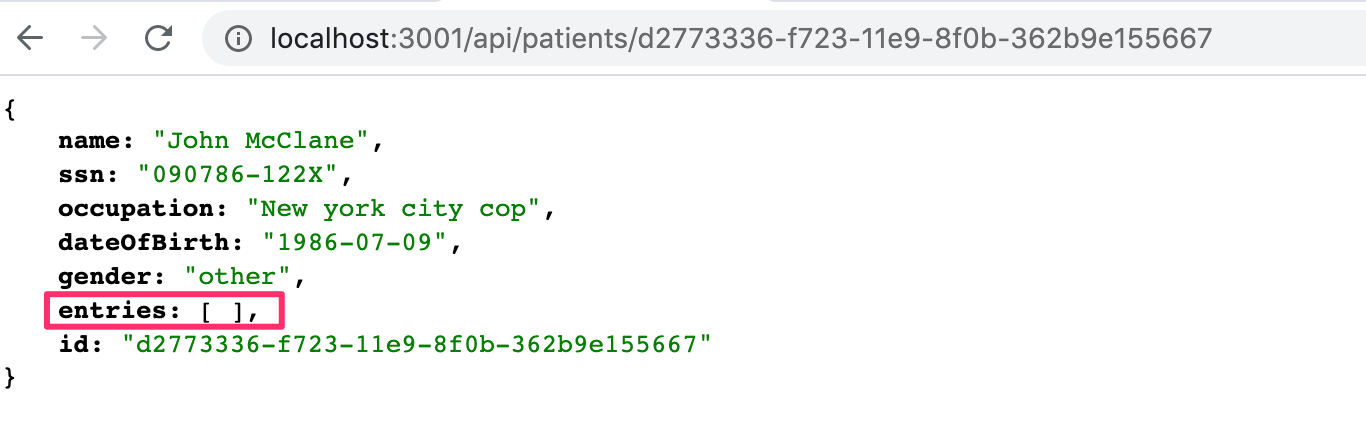 localhost:3001/api/patients/d2773336-f723-11e9-8f0b-362b9e155667
{
name: "John McClane",
ssn: "090786-122X",
occupation: "New york city cop",
dateOfBirth: "1986-07-09",
gender: "other",
entries: [ ],
id: "d2773336-f723-11e9-8f0b-362b9e155667"
}